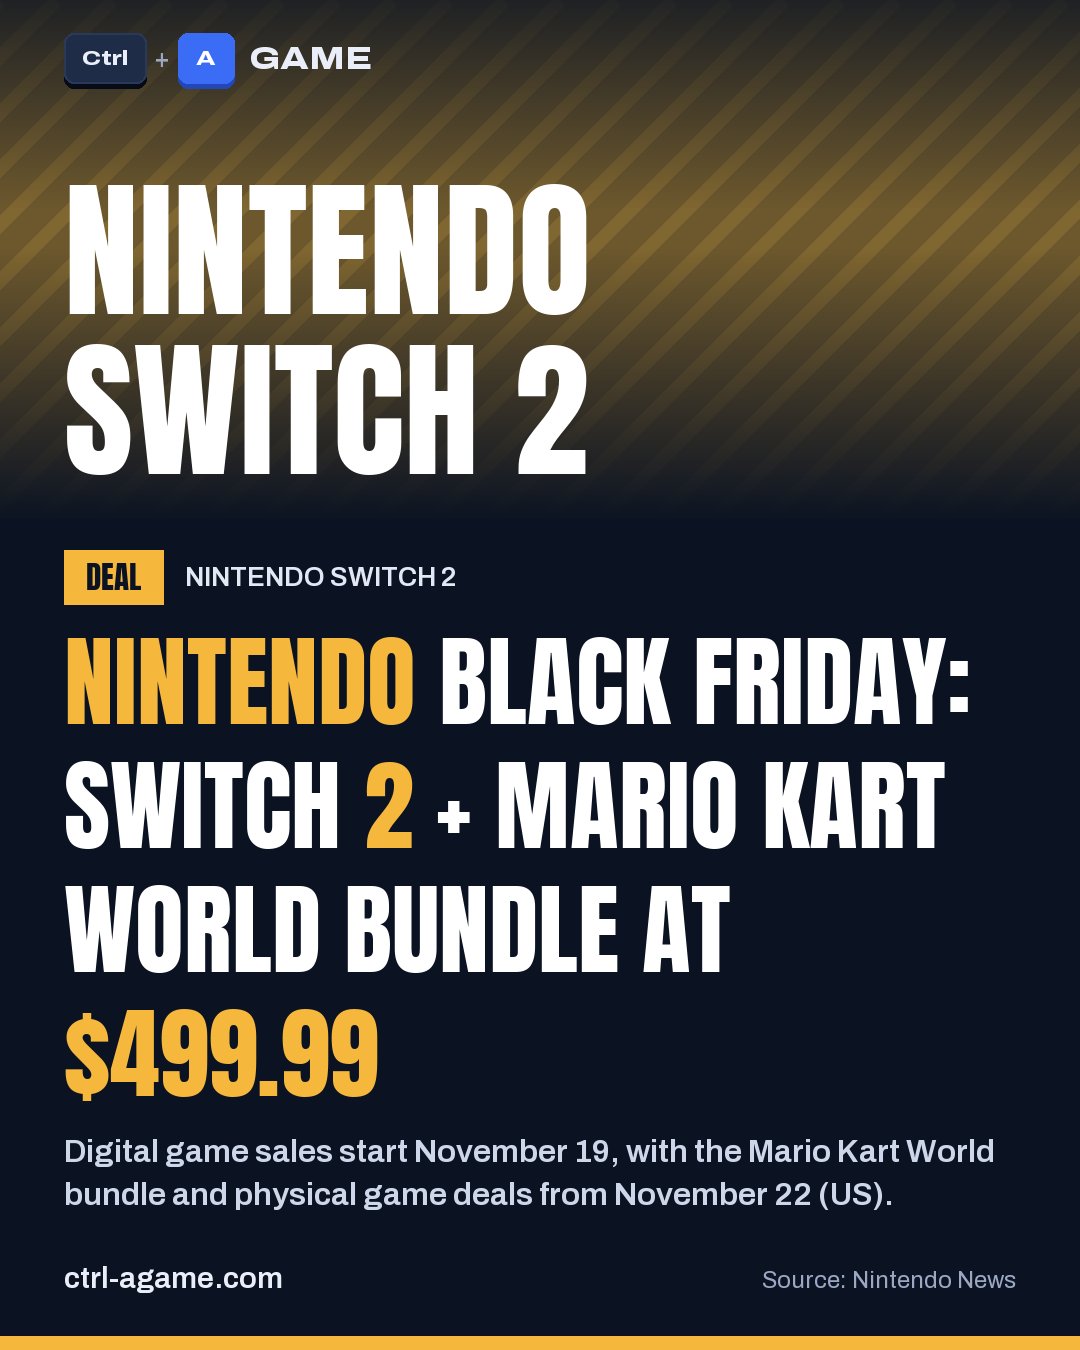 Ctrl + A GAME
NINTENDO
SWITCH 2
DEAL NINTENDO SWITCH 2
NINTENDO BLACK FRIDAY:
SWITCH 2 + MARIO KART
WORLD BUNDLE AT
$499.99
Digital game sales start November 19, with the Mario Kart World
bundle and physical game deals from November 22 (US).
ctrl-agame.com
Source: Nintendo News